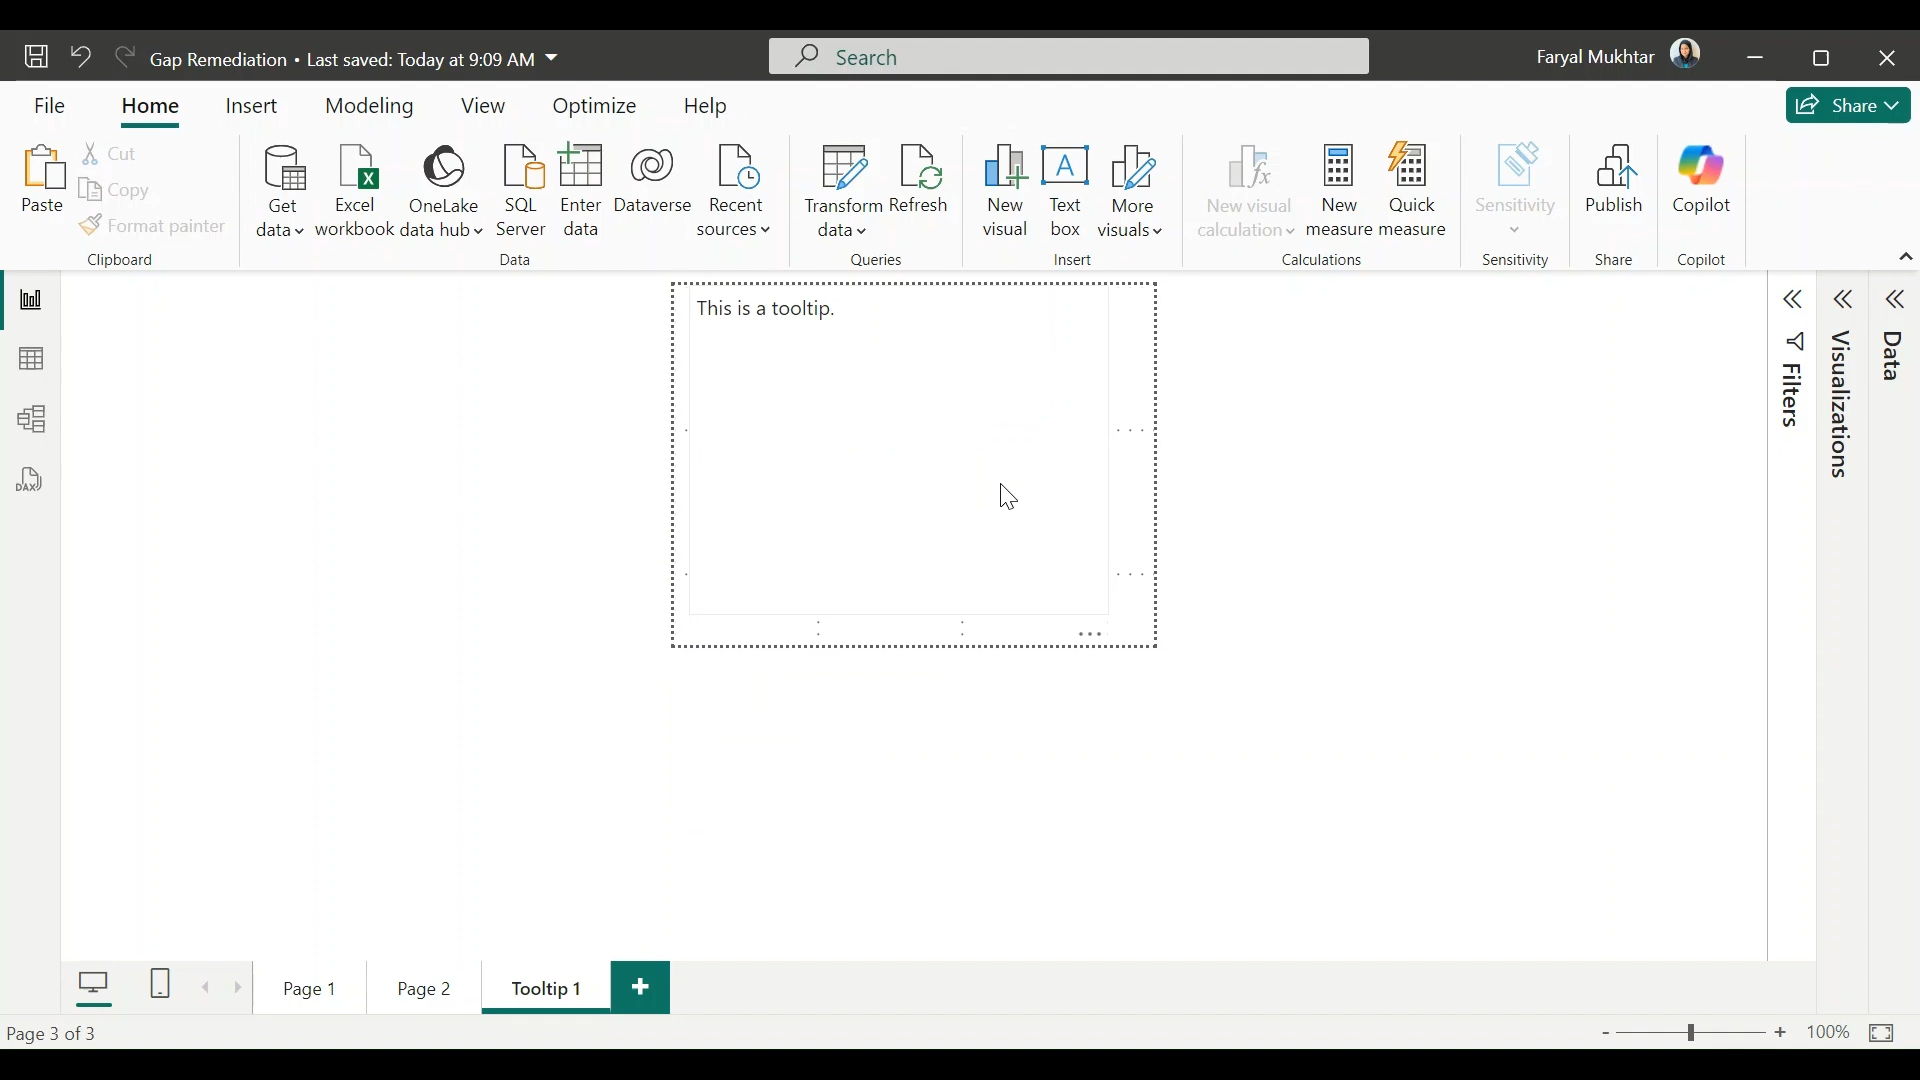 Gap Remediation • Last saved: Today at 9:09 AM
Search
Faryal Mukhtar
File Home Insert Modeling View Optimize Help
Share
Paste
Cut
Copy
Format painter
Clipboard
Get data
Excel workbook
OneLake data hub
SQL Server
Enter data
Dataverse
Recent sources
Data
Transform data
Refresh
Queries
New visual
Text box
More visuals
Insert
New visual calculation
New measure
Quick measure
Calculations
Sensitivity
Sensitivity
Publish
Share
Copilot
Copilot
DAX
This is a tooltip.
Filters
Visualizations
Data
Page 1 Page 2 Tooltip 1 +
Page 3 of 3
- + 100%